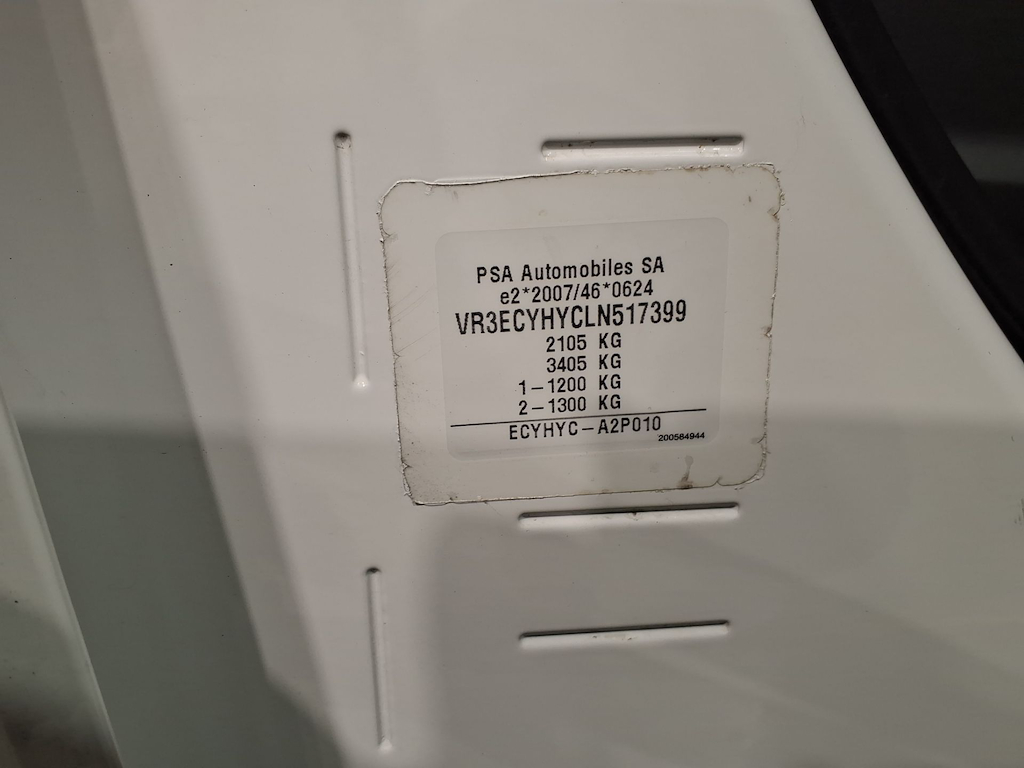 PSA Automobiles SA
e2*2007/46*0624
VR3ECYHYCLN517399
2105 KG
3405 KG
1-1200 KG
2-1300 KG
ECYHYC-A2P010
200584944